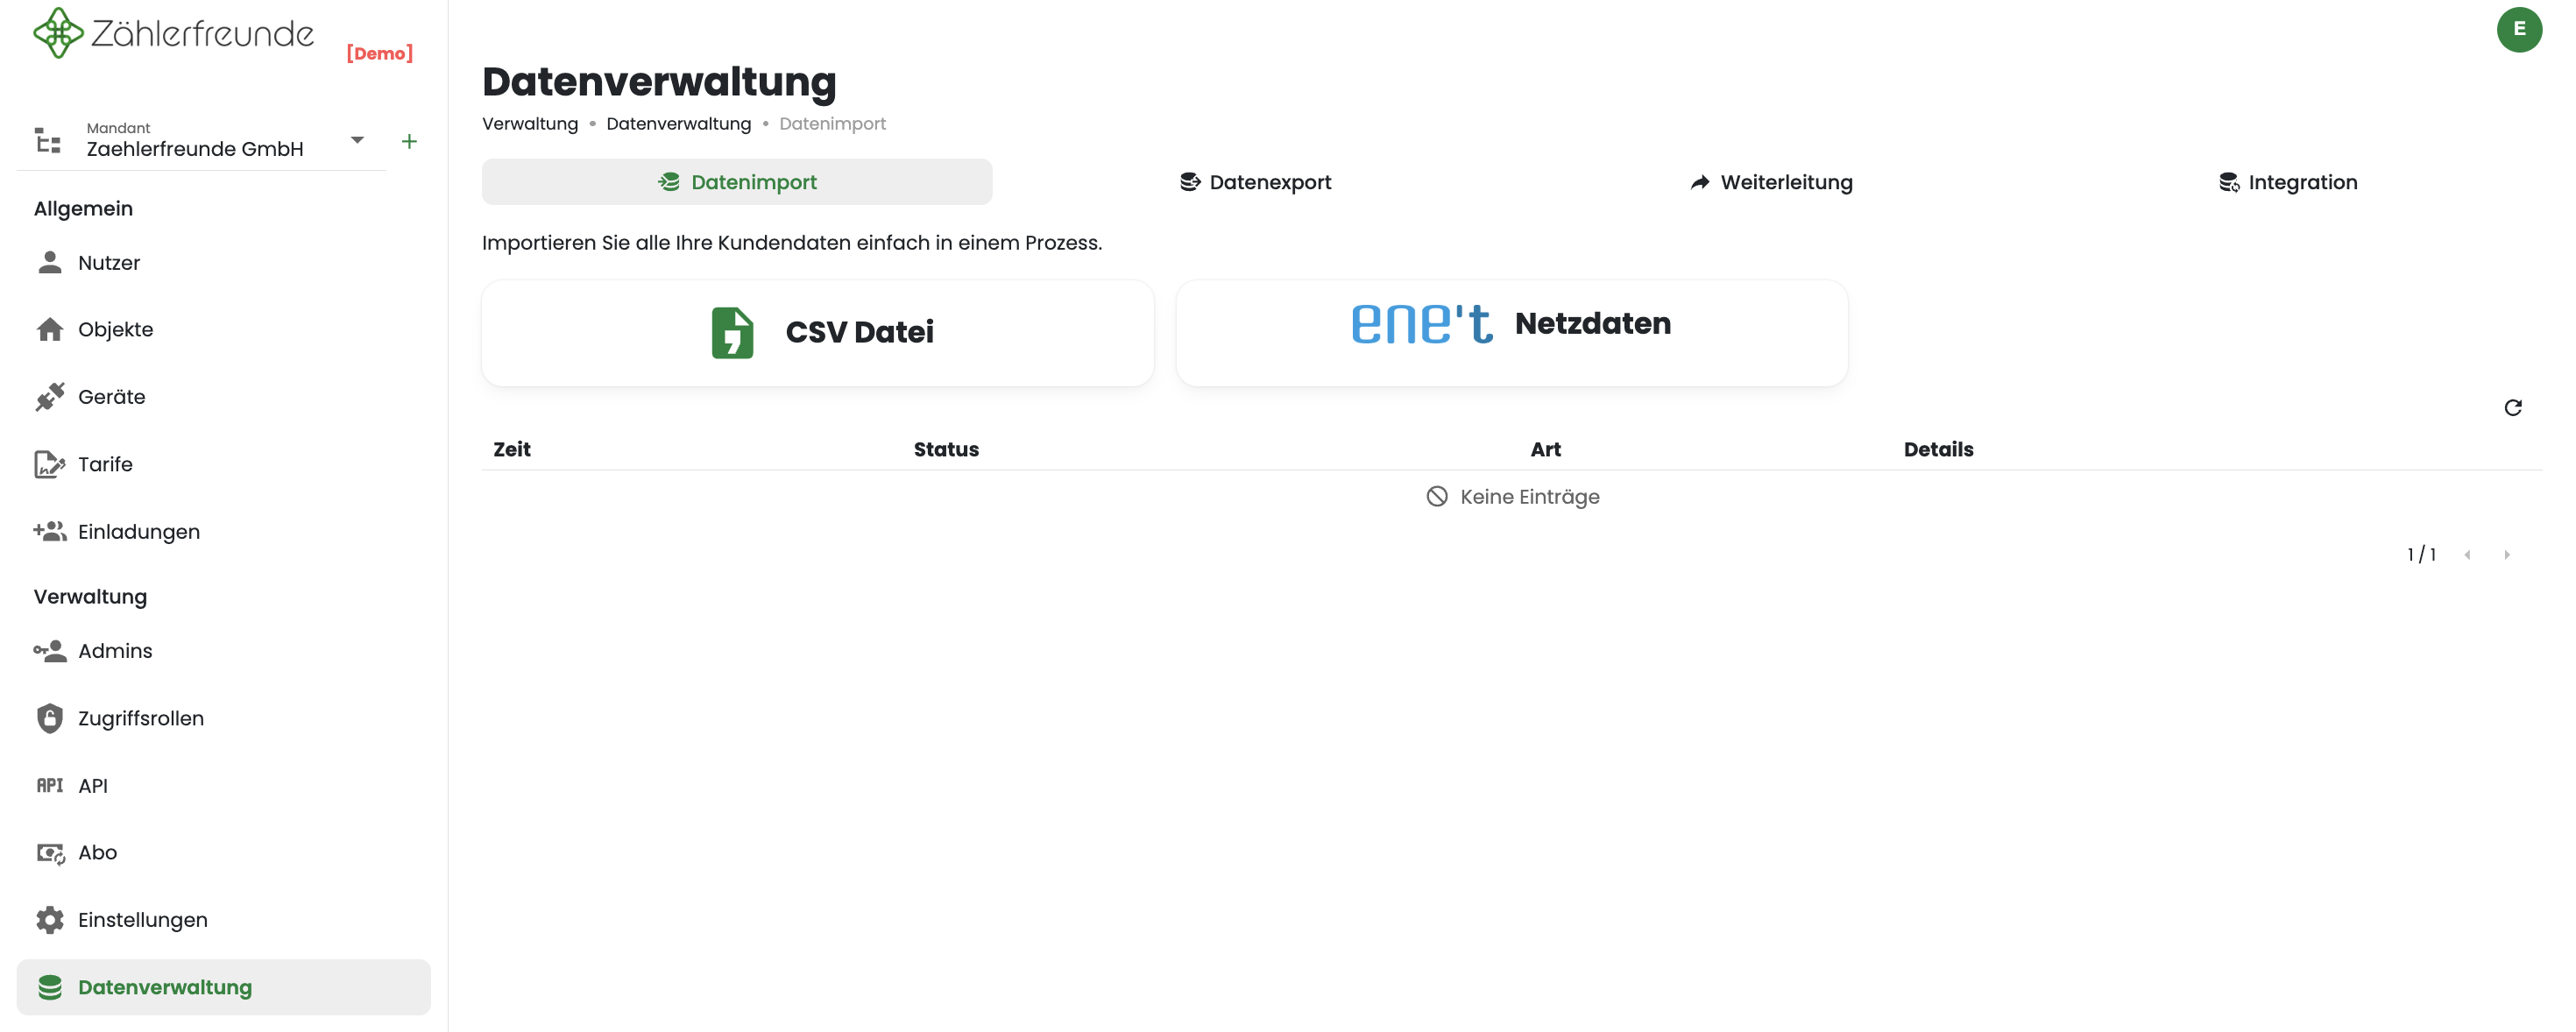 Zählerfreunde
[Demo]
E
Mandant
Zaehlerfreunde GmbH
+
Allgemein
Nutzer
Objekte
Geräte
Tarife
Einladungen
Verwaltung
Admins
Zugriffsrollen
API API
Abo
Einstellungen
Datenverwaltung
Datenverwaltung
Verwaltung • Datenverwaltung • Datenimport
Datenimport Datenexport Weiterleitung Integration
Importieren Sie alle Ihre Kundendaten einfach in einem Prozess.
CSV Datei
ene't Netzdaten
Zeit Status Art Details
Keine Einträge
1 / 1